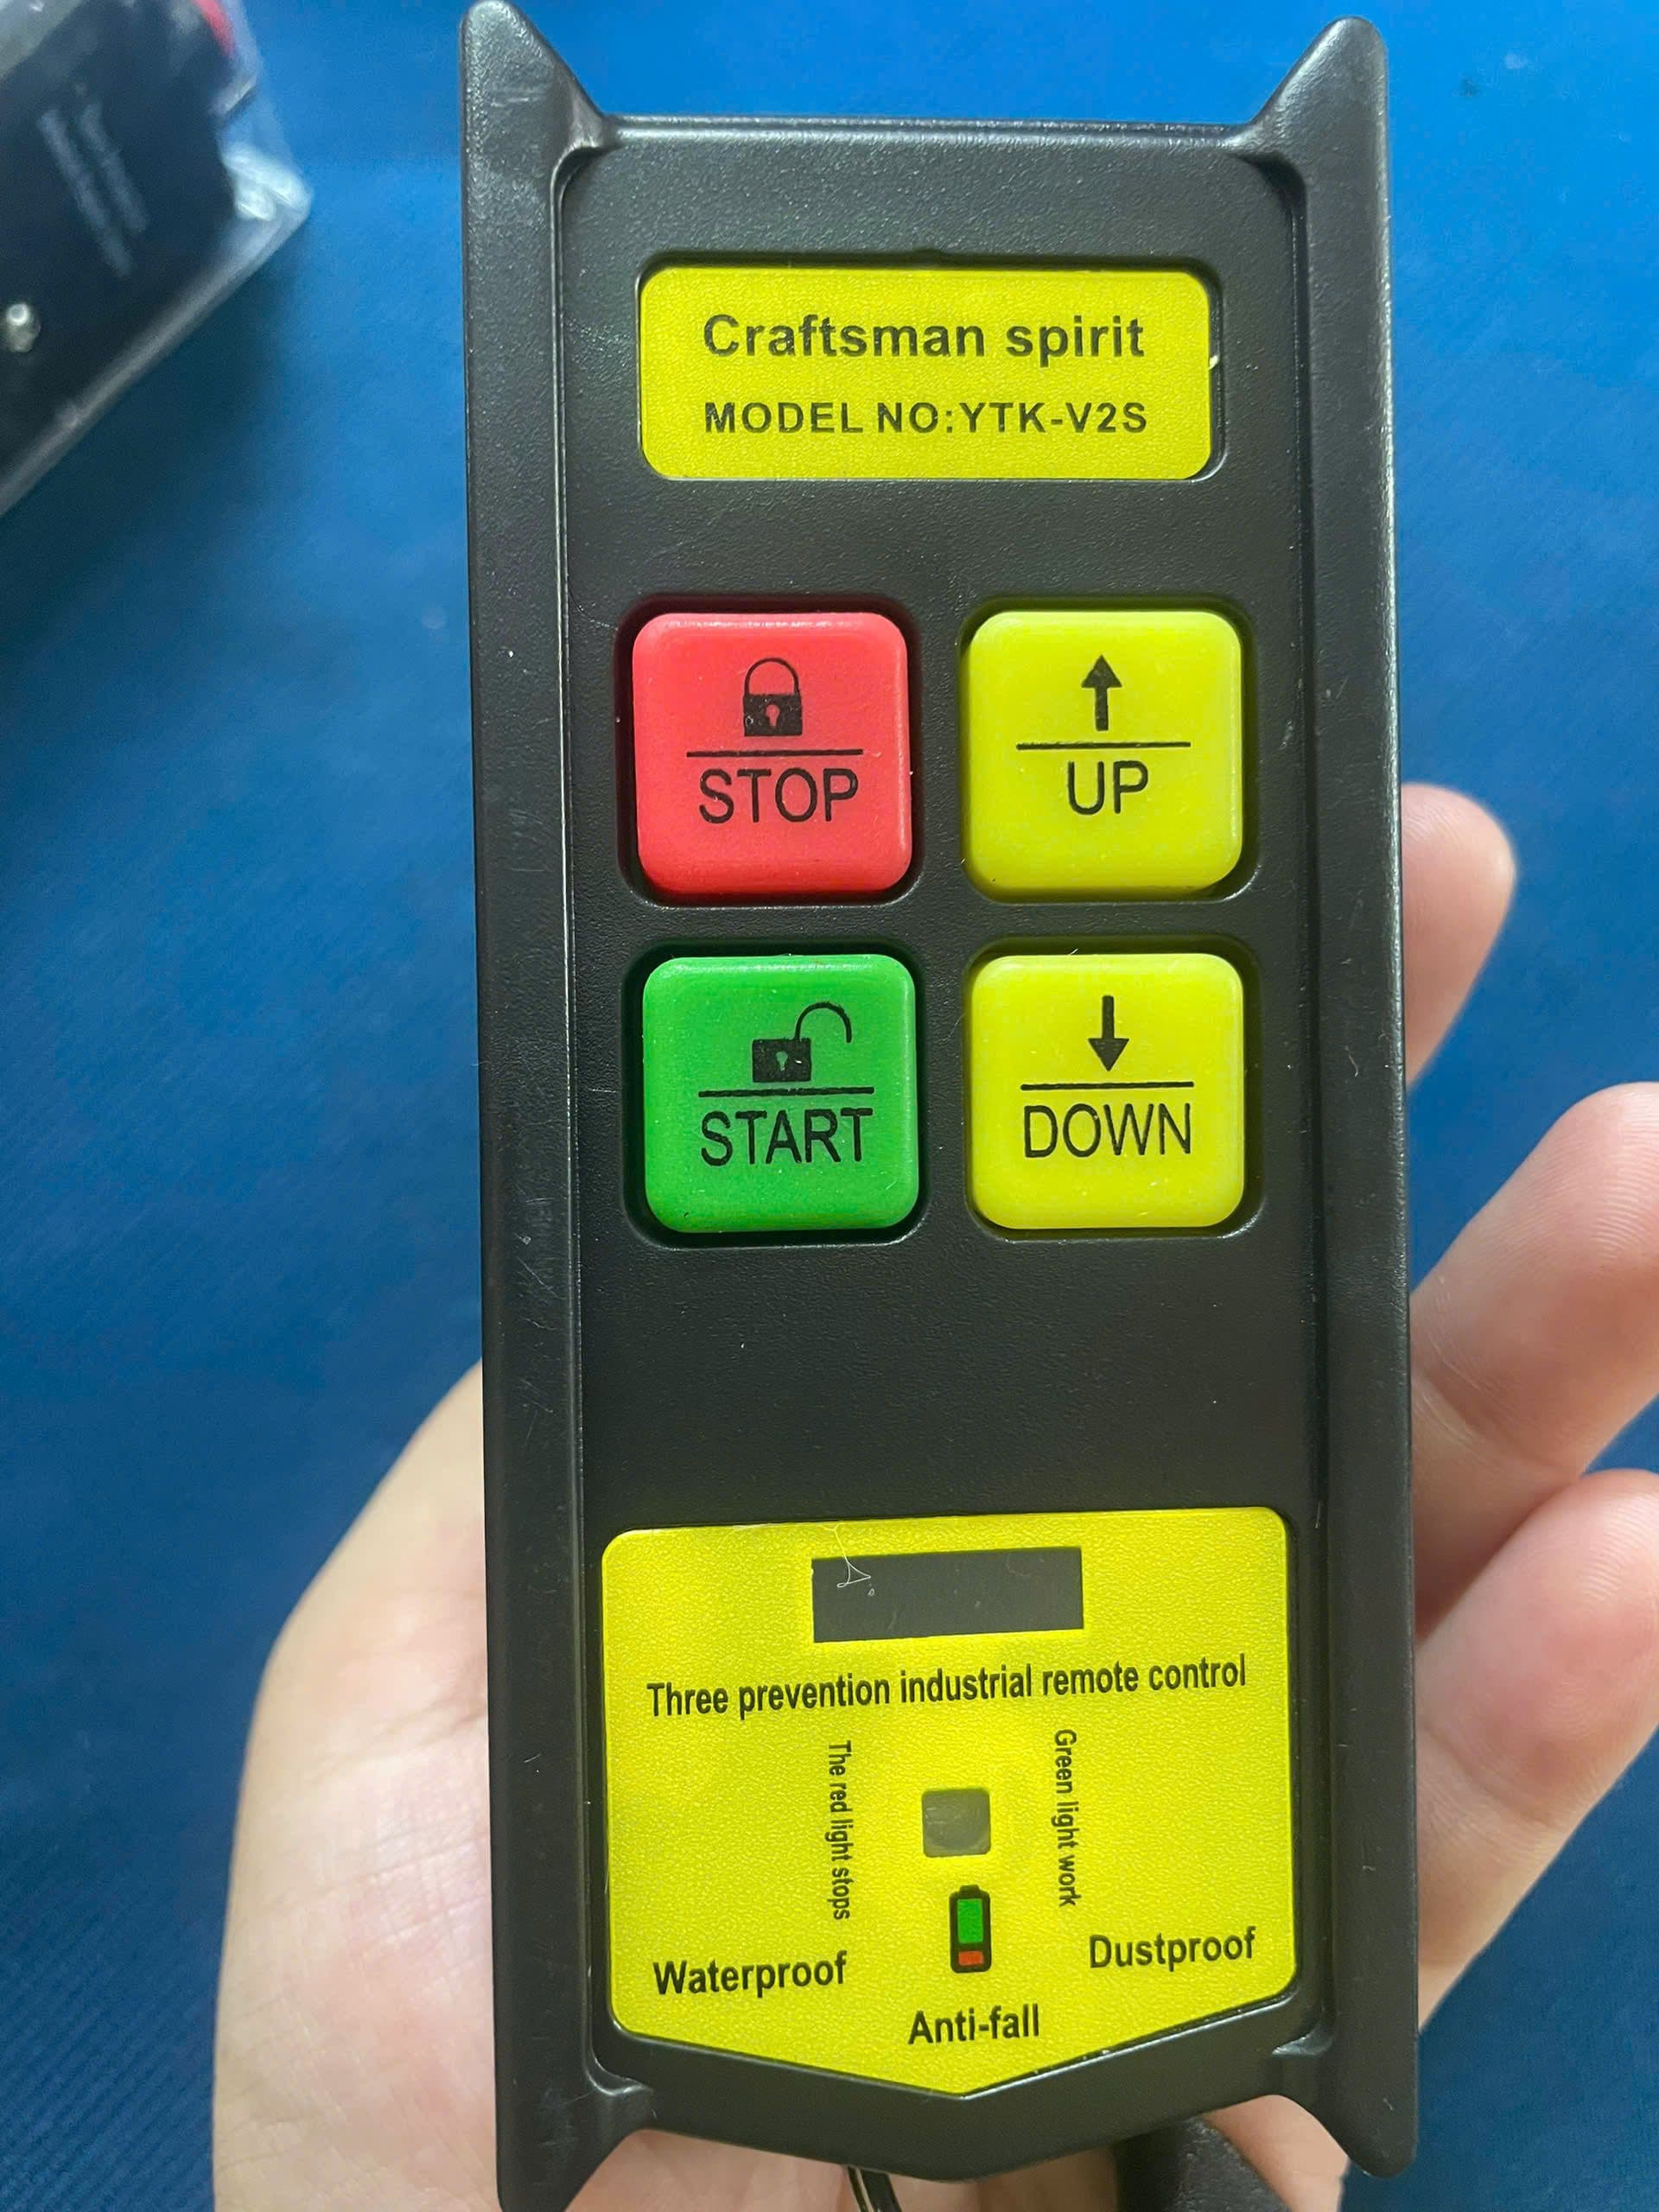 Craftsman spirit
MODEL NO:YTK-V2S
STOP
UP
START
DOWN
Three prevention industrial remote control
The red light stops
Green light work
Waterproof
Dustproof
Anti-fall